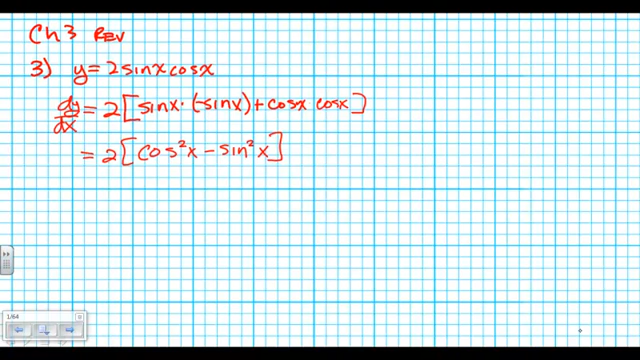 Ch 3 Rev
3) y = 2 sinx cosx
dy/dx = 2 [ sinx · (-sinx) + cosx cosx ]
= 2 [ cos²x - sin²x ]
1/64